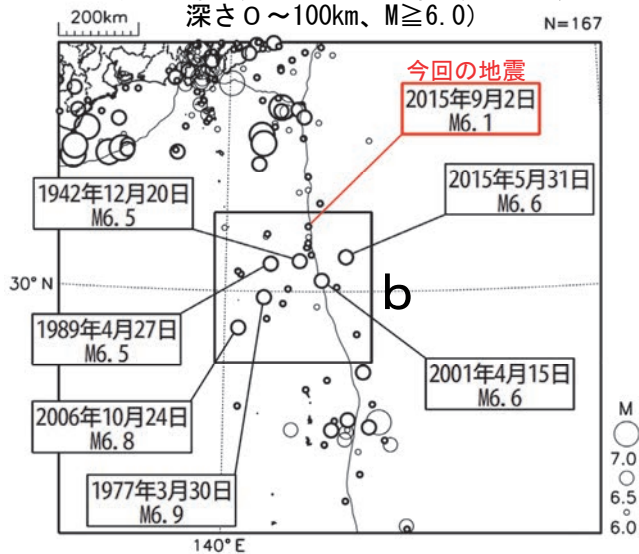 深さ0～100km、M≧6.0)
200km
N=167
今回の地震
2015年9月2日
M6.1
2015年5月31日
M6.6
1942年12月20日
M6.5
30°N
b
1989年4月27日
M6.5
2001年4月15日
M6.6
2006年10月24日
M6.8
1977年3月30日
M6.9
M
7.0
6.5
6.0
140°E